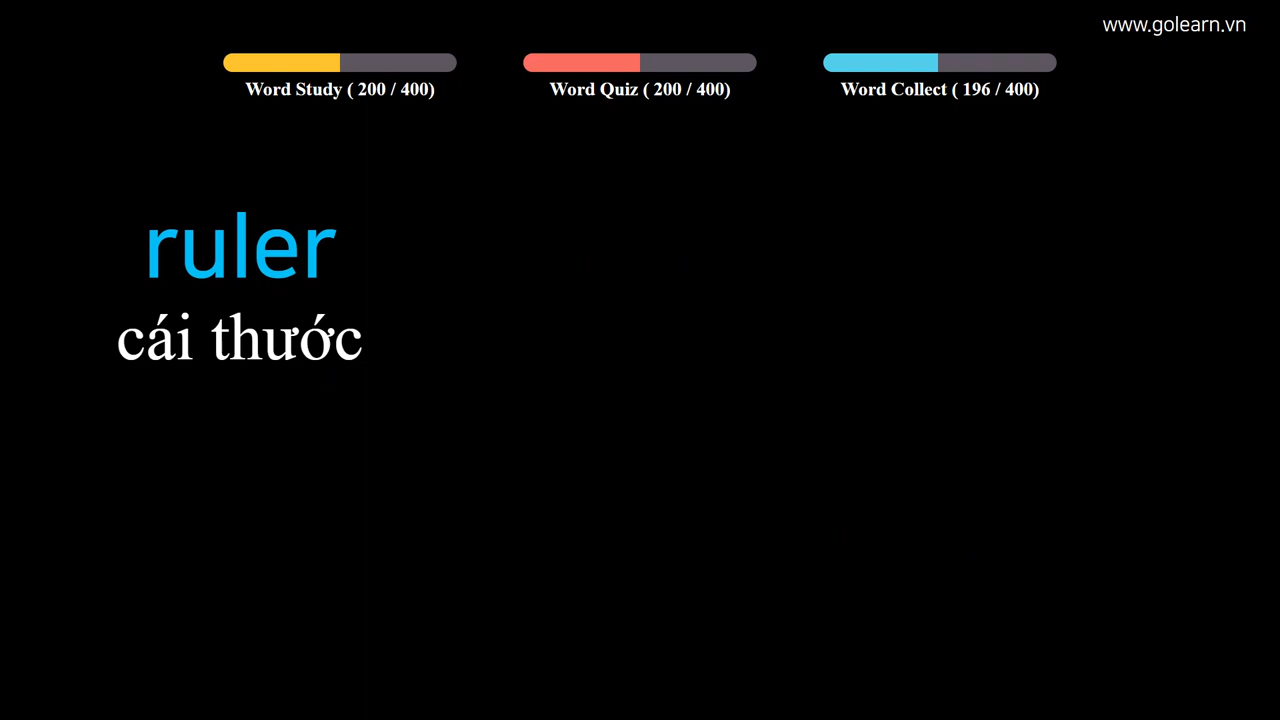 www.golearn.vn
Word Study ( 200 / 400)
Word Quiz ( 200 / 400)
Word Collect ( 196 / 400)
ruler
cái thước